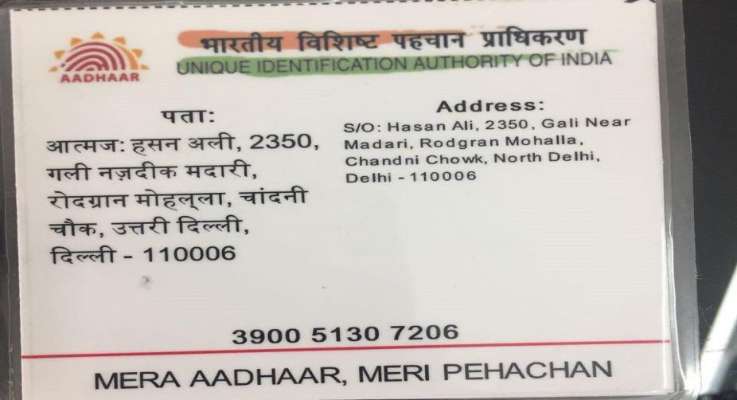 AADHAAR
भारतीय विशिष्ट पहचान प्राधिकरण
UNIQUE IDENTIFICATION AUTHORITY OF INDIA
पता:
आत्मज: हसन अली, 2350,
गली नज़दीक मदारी,
रोदग्रान मोहल्ला, चांदनी
चौक, उत्तरी दिल्ली,
दिल्ली - 110006
Address:
S/O: Hasan Ali, 2350, Gali Near
Madari, Rodgran Mohalla,
Chandni Chowk, North Delhi,
Delhi - 110006
3900 5130 7206
MERA AADHAAR, MERI PEHACHAN